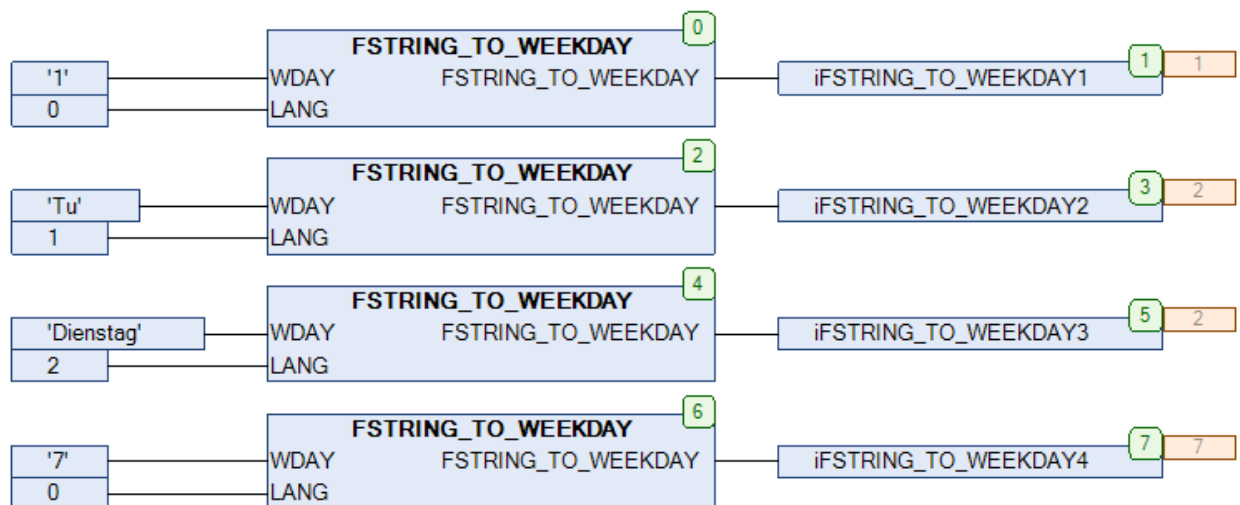 0
FSTRING_TO_WEEKDAY
'1' WDAY FSTRING_TO_WEEKDAY iFSTRING_TO_WEEKDAY1 1 1
0 LANG
2
FSTRING_TO_WEEKDAY
'Tu' WDAY FSTRING_TO_WEEKDAY iFSTRING_TO_WEEKDAY2 3 2
1 LANG
4
FSTRING_TO_WEEKDAY
'Dienstag' WDAY FSTRING_TO_WEEKDAY iFSTRING_TO_WEEKDAY3 5 2
2 LANG
6
FSTRING_TO_WEEKDAY
'7' WDAY FSTRING_TO_WEEKDAY iFSTRING_TO_WEEKDAY4 7 7
0 LANG